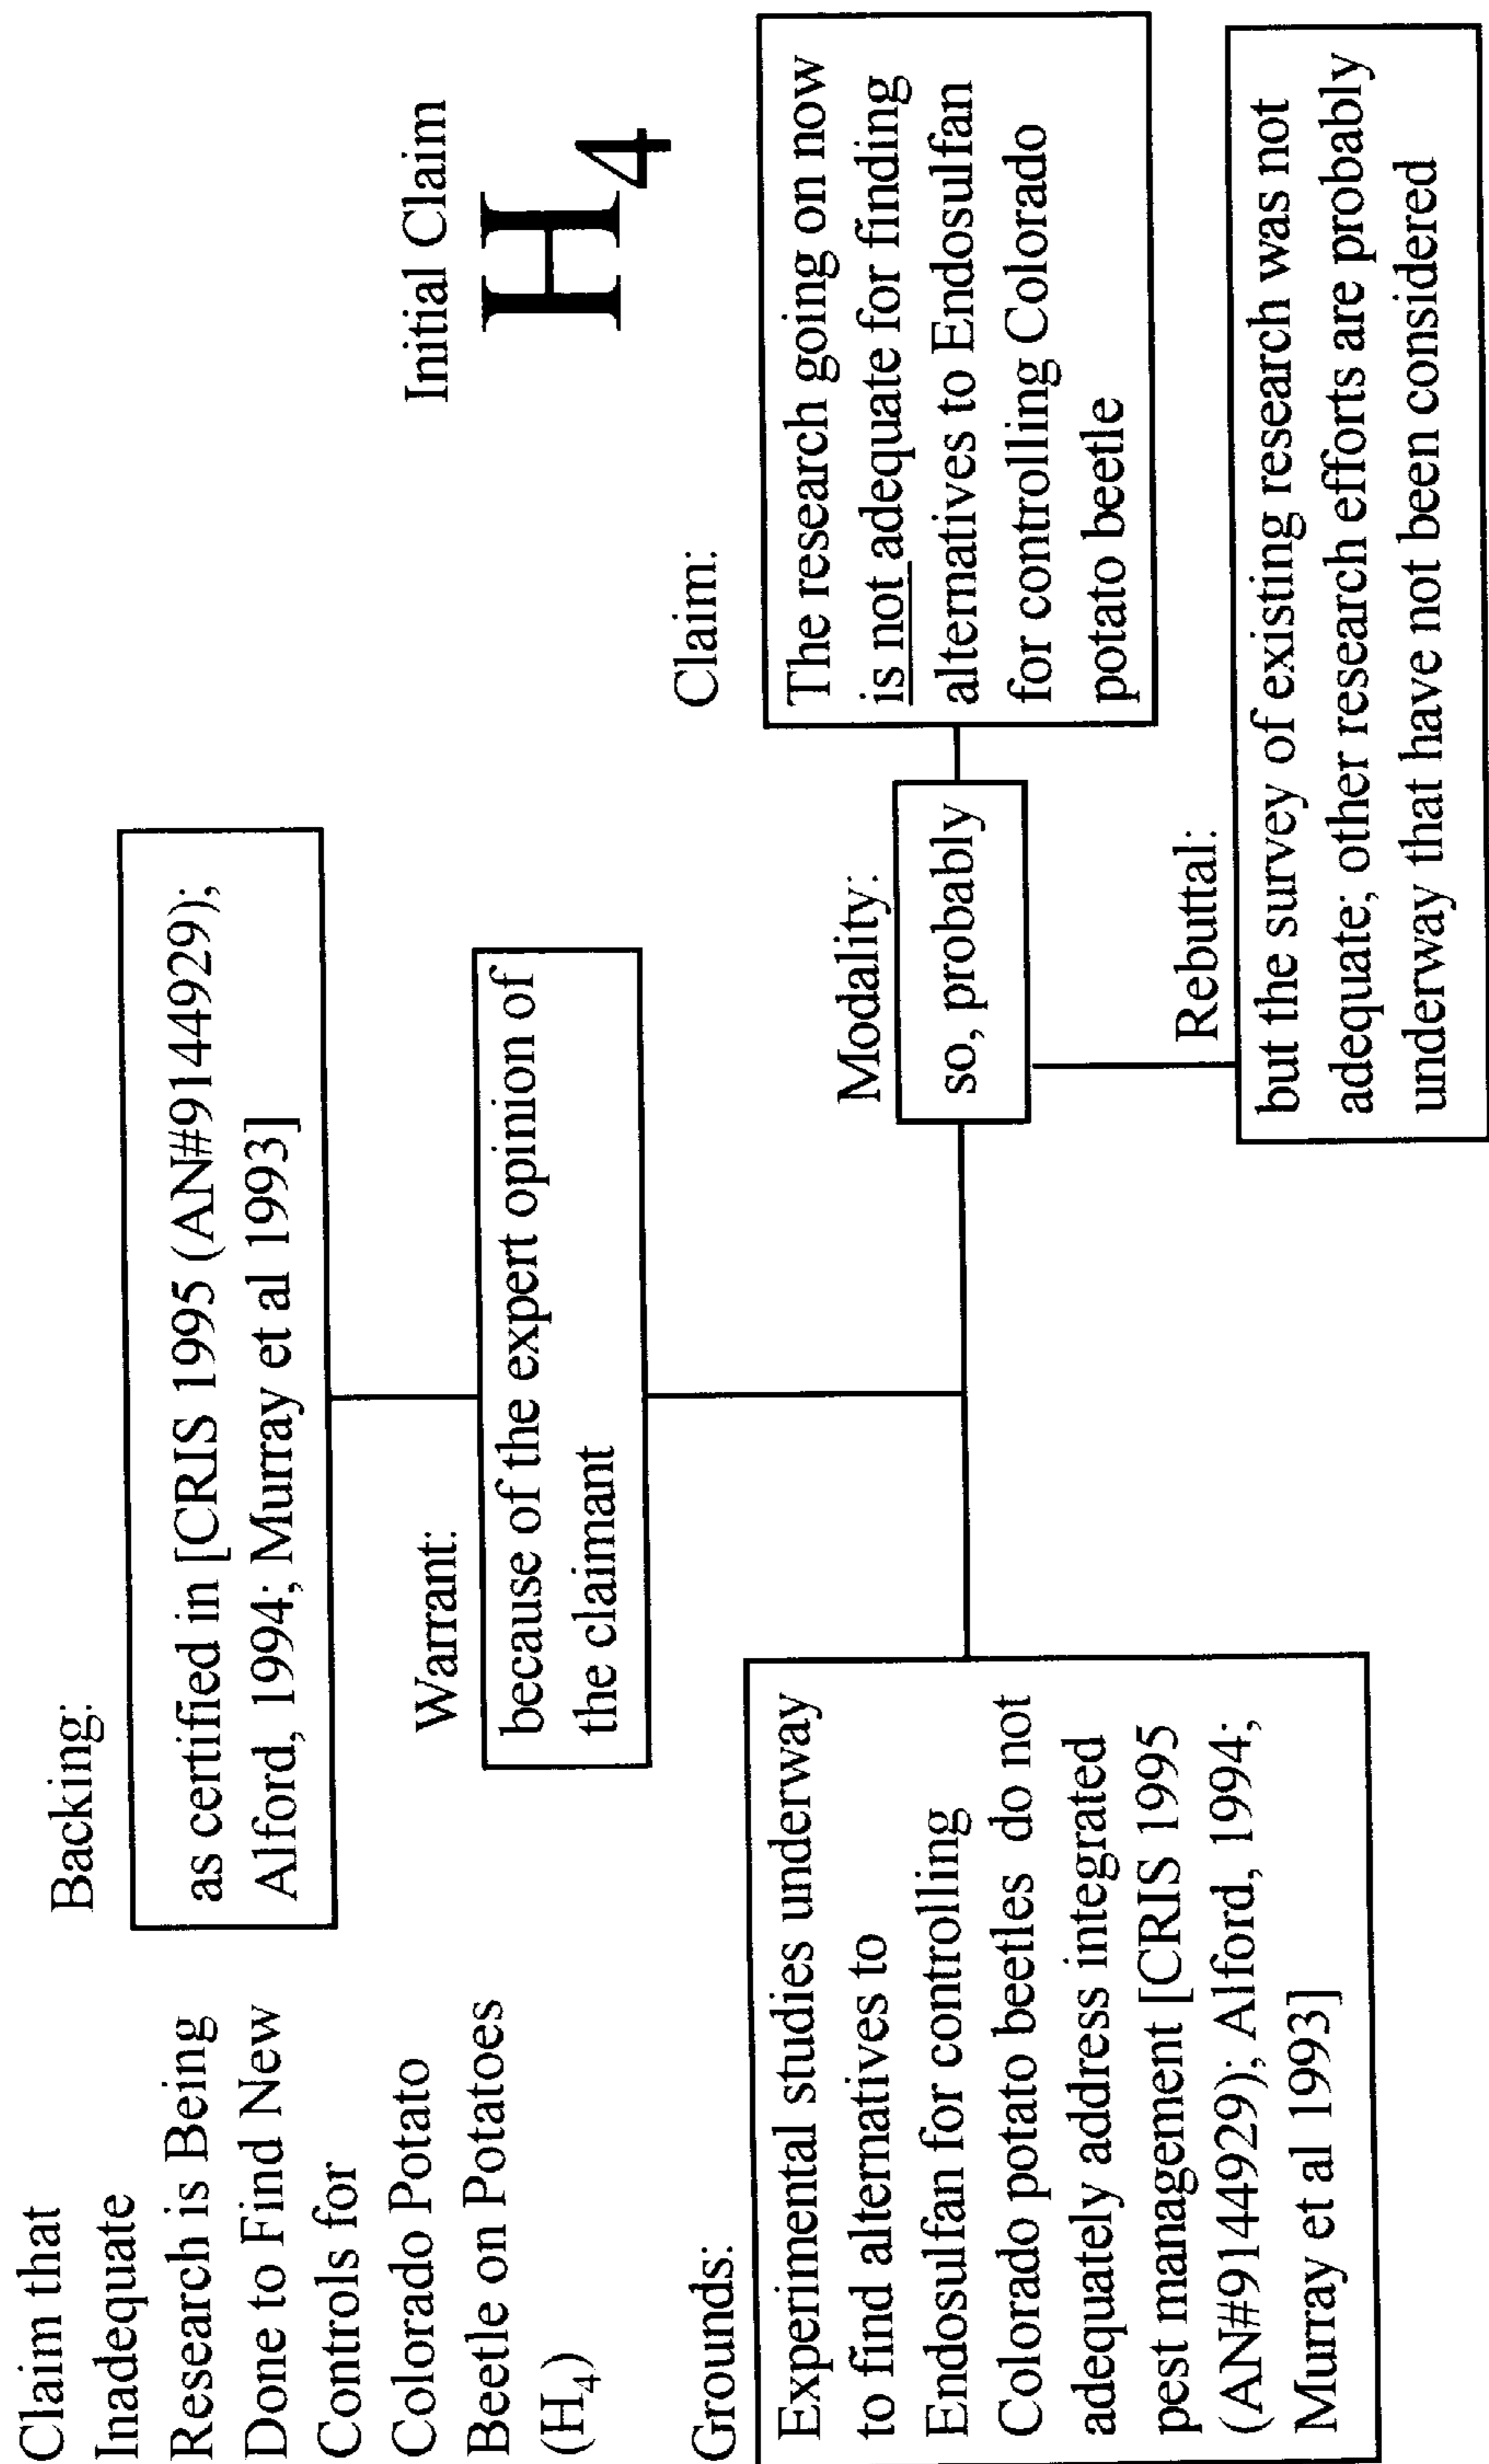 Claim that
Inadequate
Research is Being
Done to Find New
Controls for
Colorado Potato
Beetle on Potatoes
(H4)
Backing:
as certified in [CRIS 1995 (AN#9144929);
Alford, 1994; Murray et al 1993]
Initial Claim
H4
Warrant:
because of the expert opinion of
the claimant
Grounds:
Experimental studies underway
to find alternatives to
Endosulfan for controlling
Colorado potato beetles do not
adequately address integrated
pest management [CRIS 1995
(AN#9144929); Alford, 1994;
Murray et al 1993]
Modality:
so, probably
Claim:
The research going on now
is not adequate for finding
alternatives to Endosulfan
for controlling Colorado
potato beetle
Rebuttal:
but the survey of existing research was not
adequate; other research efforts are probably
underway that have not been considered